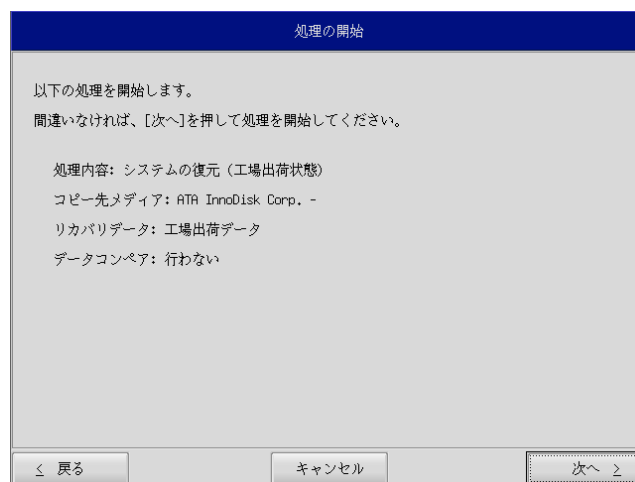 処理の開始
以下の処理を開始します。
間違いなければ、[次へ]を押して処理を開始してください。
処理内容: システムの復元 (工場出荷状態)
コピー先メディア: ATA InnoDisk Corp. -
リカバリデータ: 工場出荷データ
データコンペア: 行わない
< 戻る
キャンセル
次へ >